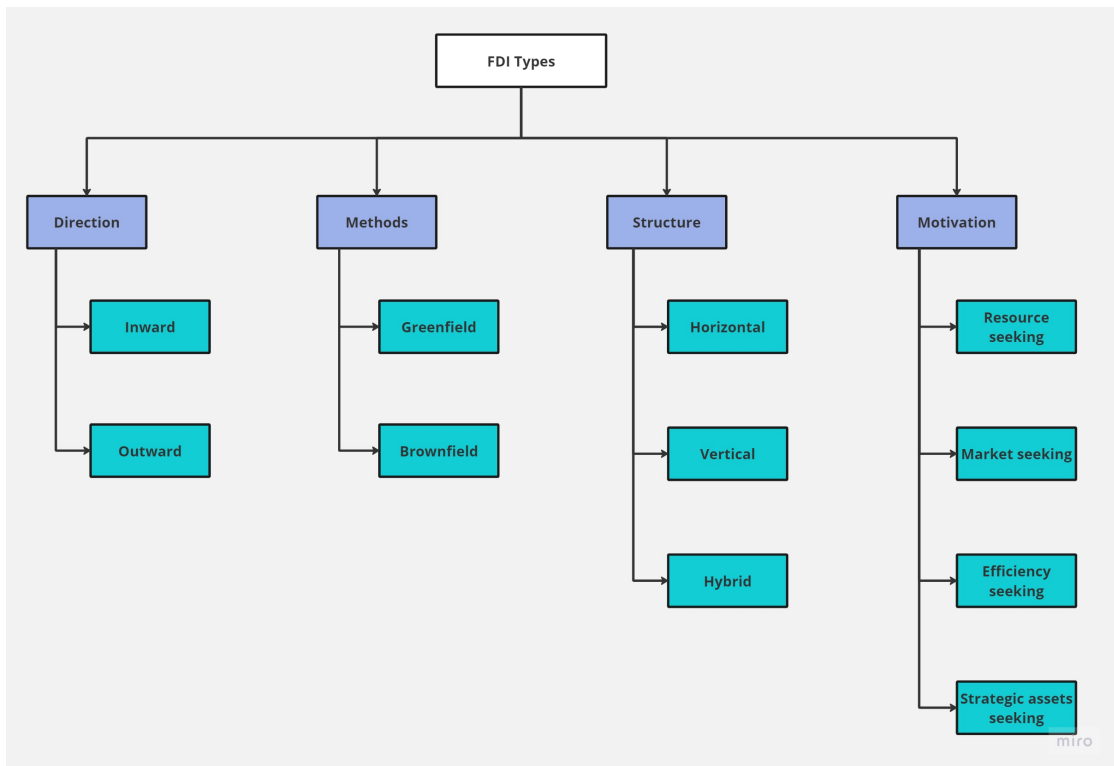 FDI Types
Direction
Methods
Structure
Motivation
Inward
Greenfield
Horizontal
Resource
seeking
Outward
Brownfield
Vertical
Market seeking
Hybrid
Efficiency
seeking
Strategic assets
seeking
miro